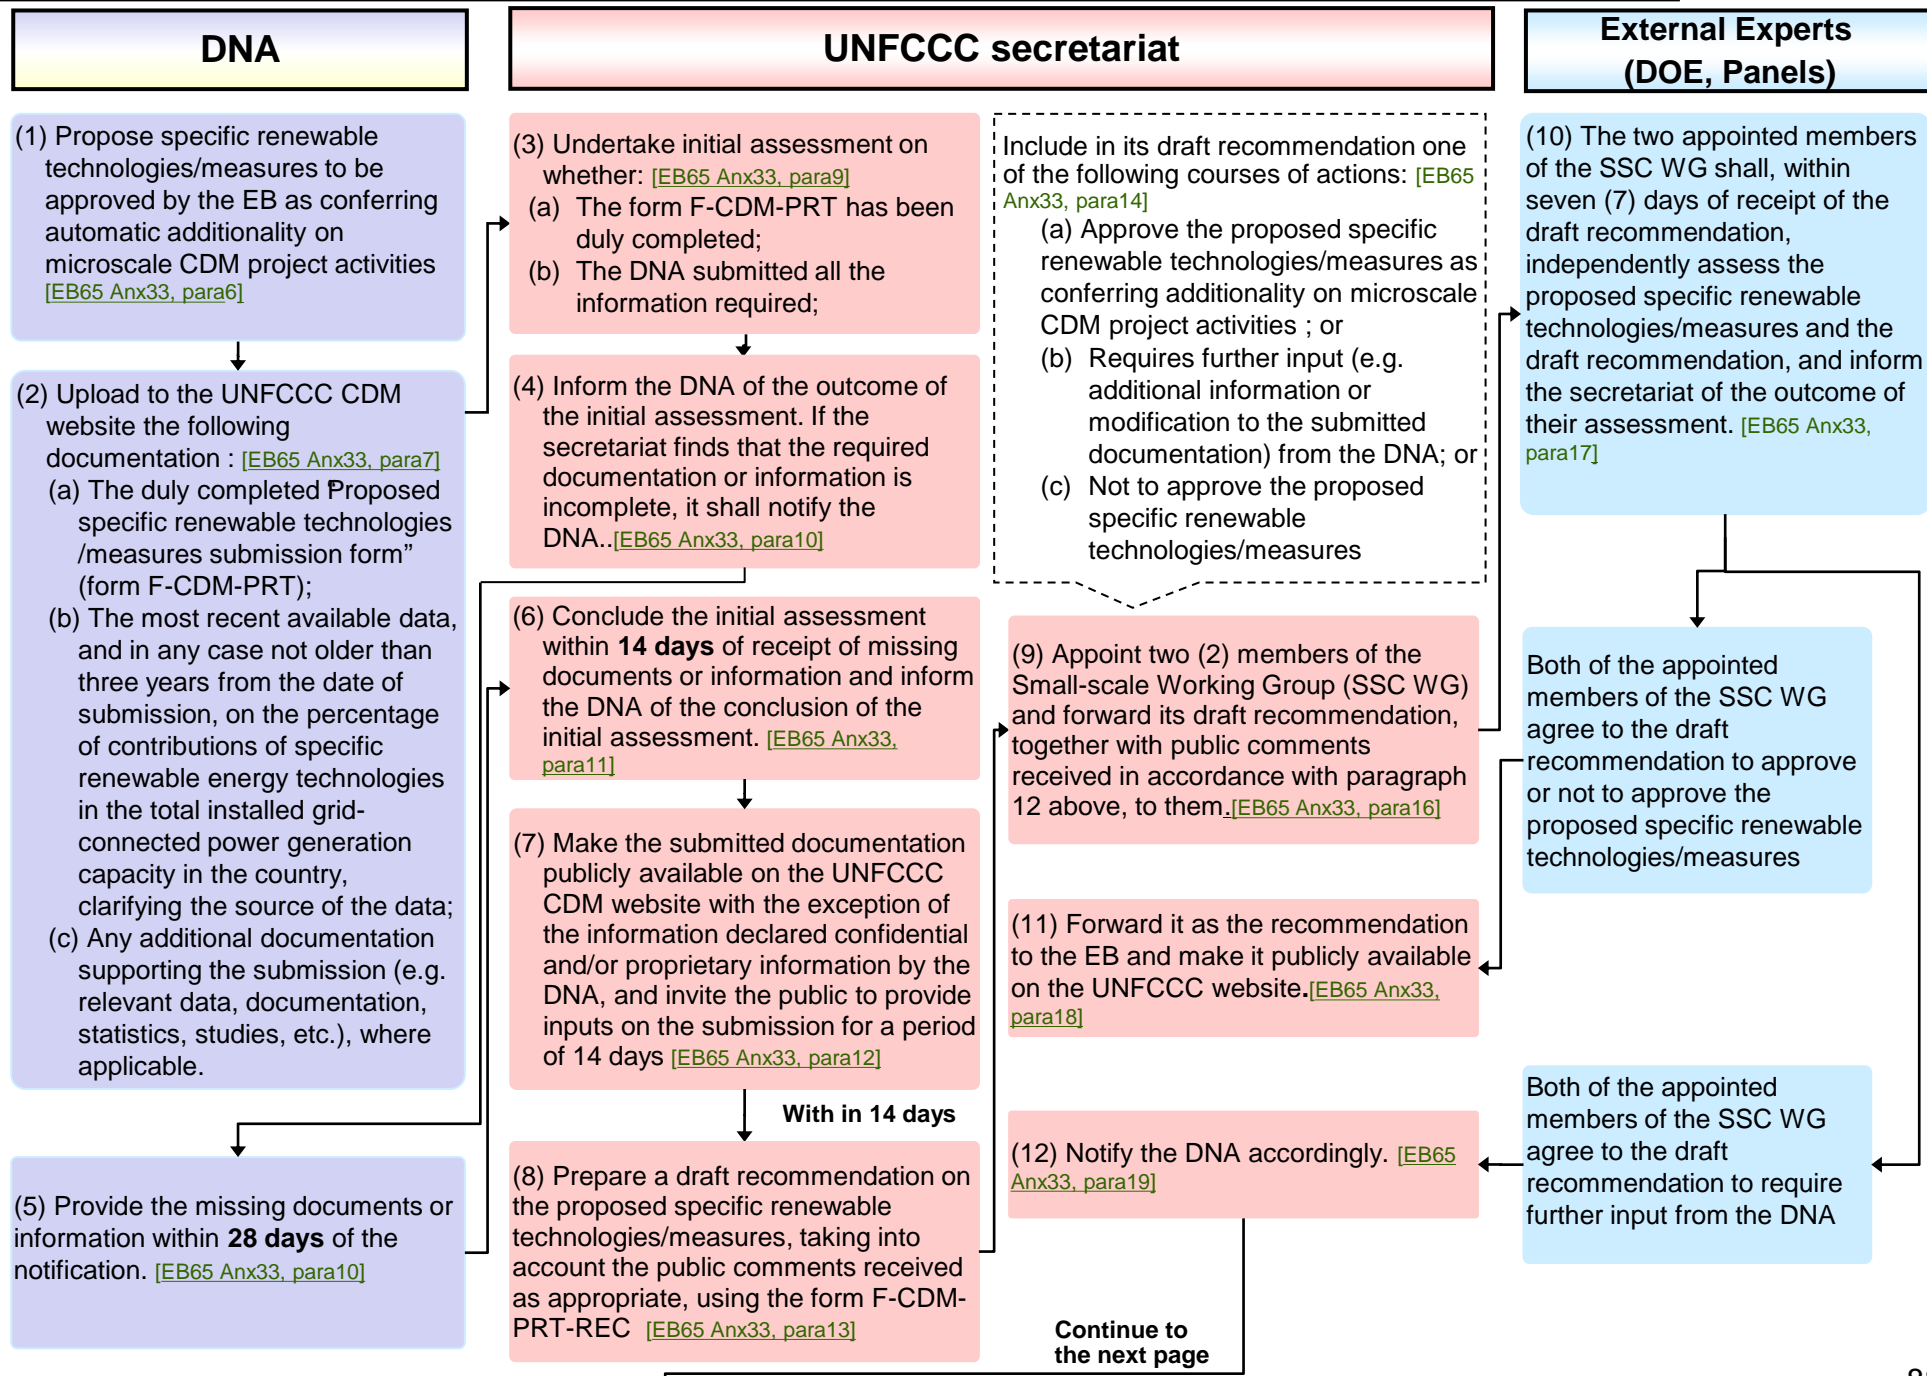 DNA
UNFCCC secretariat
External Experts
(DOE, Panels)
(1) Propose specific renewable
technologies/measures to be
approved by the EB as conferring
automatic additionality on
microscale CDM project activities
[EB65 Anx33, para6]
(2) Upload to the UNFCCC CDM
website the following
documentation : [EB65 Anx33, para7]
(a) The duly completed “Proposed
specific renewable technologies
/measures submission form”
(form F-CDM-PRT);
(b) The most recent available data,
and in any case not older than
three years from the date of
submission, on the percentage
of contributions of specific
renewable energy technologies
in the total installed grid-
connected power generation
capacity in the country,
clarifying the source of the data;
(c) Any additional documentation
supporting the submission (e.g.
relevant data, documentation,
statistics, studies, etc.), where
applicable.
(5) Provide the missing documents or
information within 28 days of the
notification. [EB65 Anx33, para10]
(3) Undertake initial assessment on
whether: [EB65 Anx33, para9]
(a) The form F-CDM-PRT has been
duly completed;
(b) The DNA submitted all the
information required;
(4) Inform the DNA of the outcome of
the initial assessment. If the
secretariat finds that the required
documentation or information is
incomplete, it shall notify the
DNA..[EB65 Anx33, para10]
(6) Conclude the initial assessment
within 14 days of receipt of missing
documents or information and inform
the DNA of the conclusion of the
initial assessment. [EB65 Anx33,
para11]
(7) Make the submitted documentation
publicly available on the UNFCCC
CDM website with the exception of
the information declared confidential
and/or proprietary information by the
DNA, and invite the public to provide
inputs on the submission for a period
of 14 days [EB65 Anx33, para12]
With in 14 days
(8) Prepare a draft recommendation on
the proposed specific renewable
technologies/measures, taking into
account the public comments received
as appropriate, using the form F-CDM-
PRT-REC [EB65 Anx33, para13]
Include in its draft recommendation one
of the following courses of actions: [EB65
Anx33, para14]
(a) Approve the proposed specific
renewable technologies/measures as
conferring additionality on microscale
CDM project activities ; or
(b) Requires further input (e.g.
additional information or
modification to the submitted
documentation) from the DNA; or
(c) Not to approve the proposed
specific renewable
technologies/measures
(9) Appoint two (2) members of the
Small-scale Working Group (SSC WG)
and forward its draft recommendation,
together with public comments
received in accordance with paragraph
12 above, to them.[EB65 Anx33, para16]
(11) Forward it as the recommendation
to the EB and make it publicly available
on the UNFCCC website.[EB65 Anx33,
para18]
(12) Notify the DNA accordingly. [EB65
Anx33, para19]
Continue to
the next page
(10) The two appointed members
of the SSC WG shall, within
seven (7) days of receipt of the
draft recommendation,
independently assess the
proposed specific renewable
technologies/measures and the
draft recommendation, and inform
the secretariat of the outcome of
their assessment. [EB65 Anx33,
para17]
Both of the appointed
members of the SSC WG
agree to the draft
recommendation to approve
or not to approve the
proposed specific renewable
technologies/measures
Both of the appointed
members of the SSC WG
agree to the draft
recommendation to require
further input from the DNA